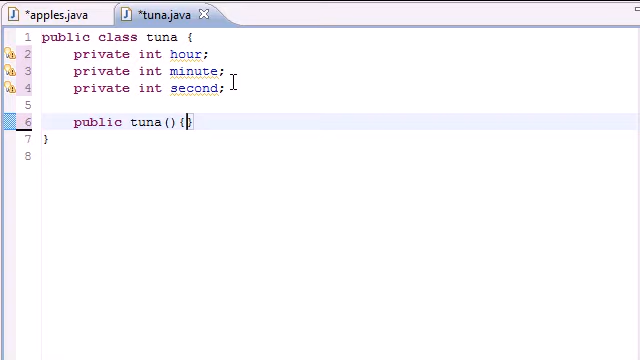 *apples.java
*tuna.java
1 public class tuna {
2 private int hour;
3 private int minute;
4 private int second;
5
6 public tuna(){}
7 }
8